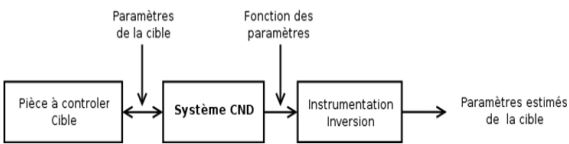 Paramètres
de la cible
Fonction des
paramètres
Pièce à controler
Cible
Système CND
Instrumentation
Inversion
Paramètres estimés
de la cible